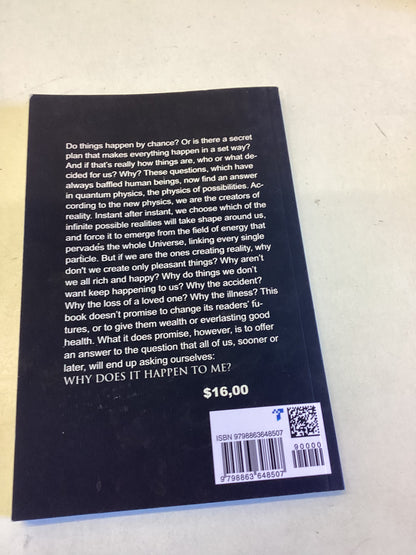 Do things happen by chance? Or is there a secret
plan that makes everything happen in a set way?
And if that's really how things are, who or what de-
cided for us? Why? These questions, which have
always baffled human beings, now find an answer
in quantum physics, the physics of possibilities. Ac-
cording to the new physics, we are the creators of
reality. Instant after instant, we choose which of the
infinite possible realities will take shape around us,
and force it to emerge from the field of energy that
pervades the whole Universe, linking every single
particle. But if we are the ones creating reality, why
don't we create only pleasant things? Why aren't
we all rich and happy? Why do things we don't
want keep happening to us? Why the accident?
Why the loss of a loved one? Why the illness? This
book doesn't promise to change its readers' fu-
tures, or to give them wealth or everlasting good
health. What it does promise, however, is to offer
an answer to the question that all of us, sooner or
later, will end up asking ourselves:
WHY DOES IT HAPPEN TO ME?
$16,00
ISBN 9798863648507
90000
9 798863 648507